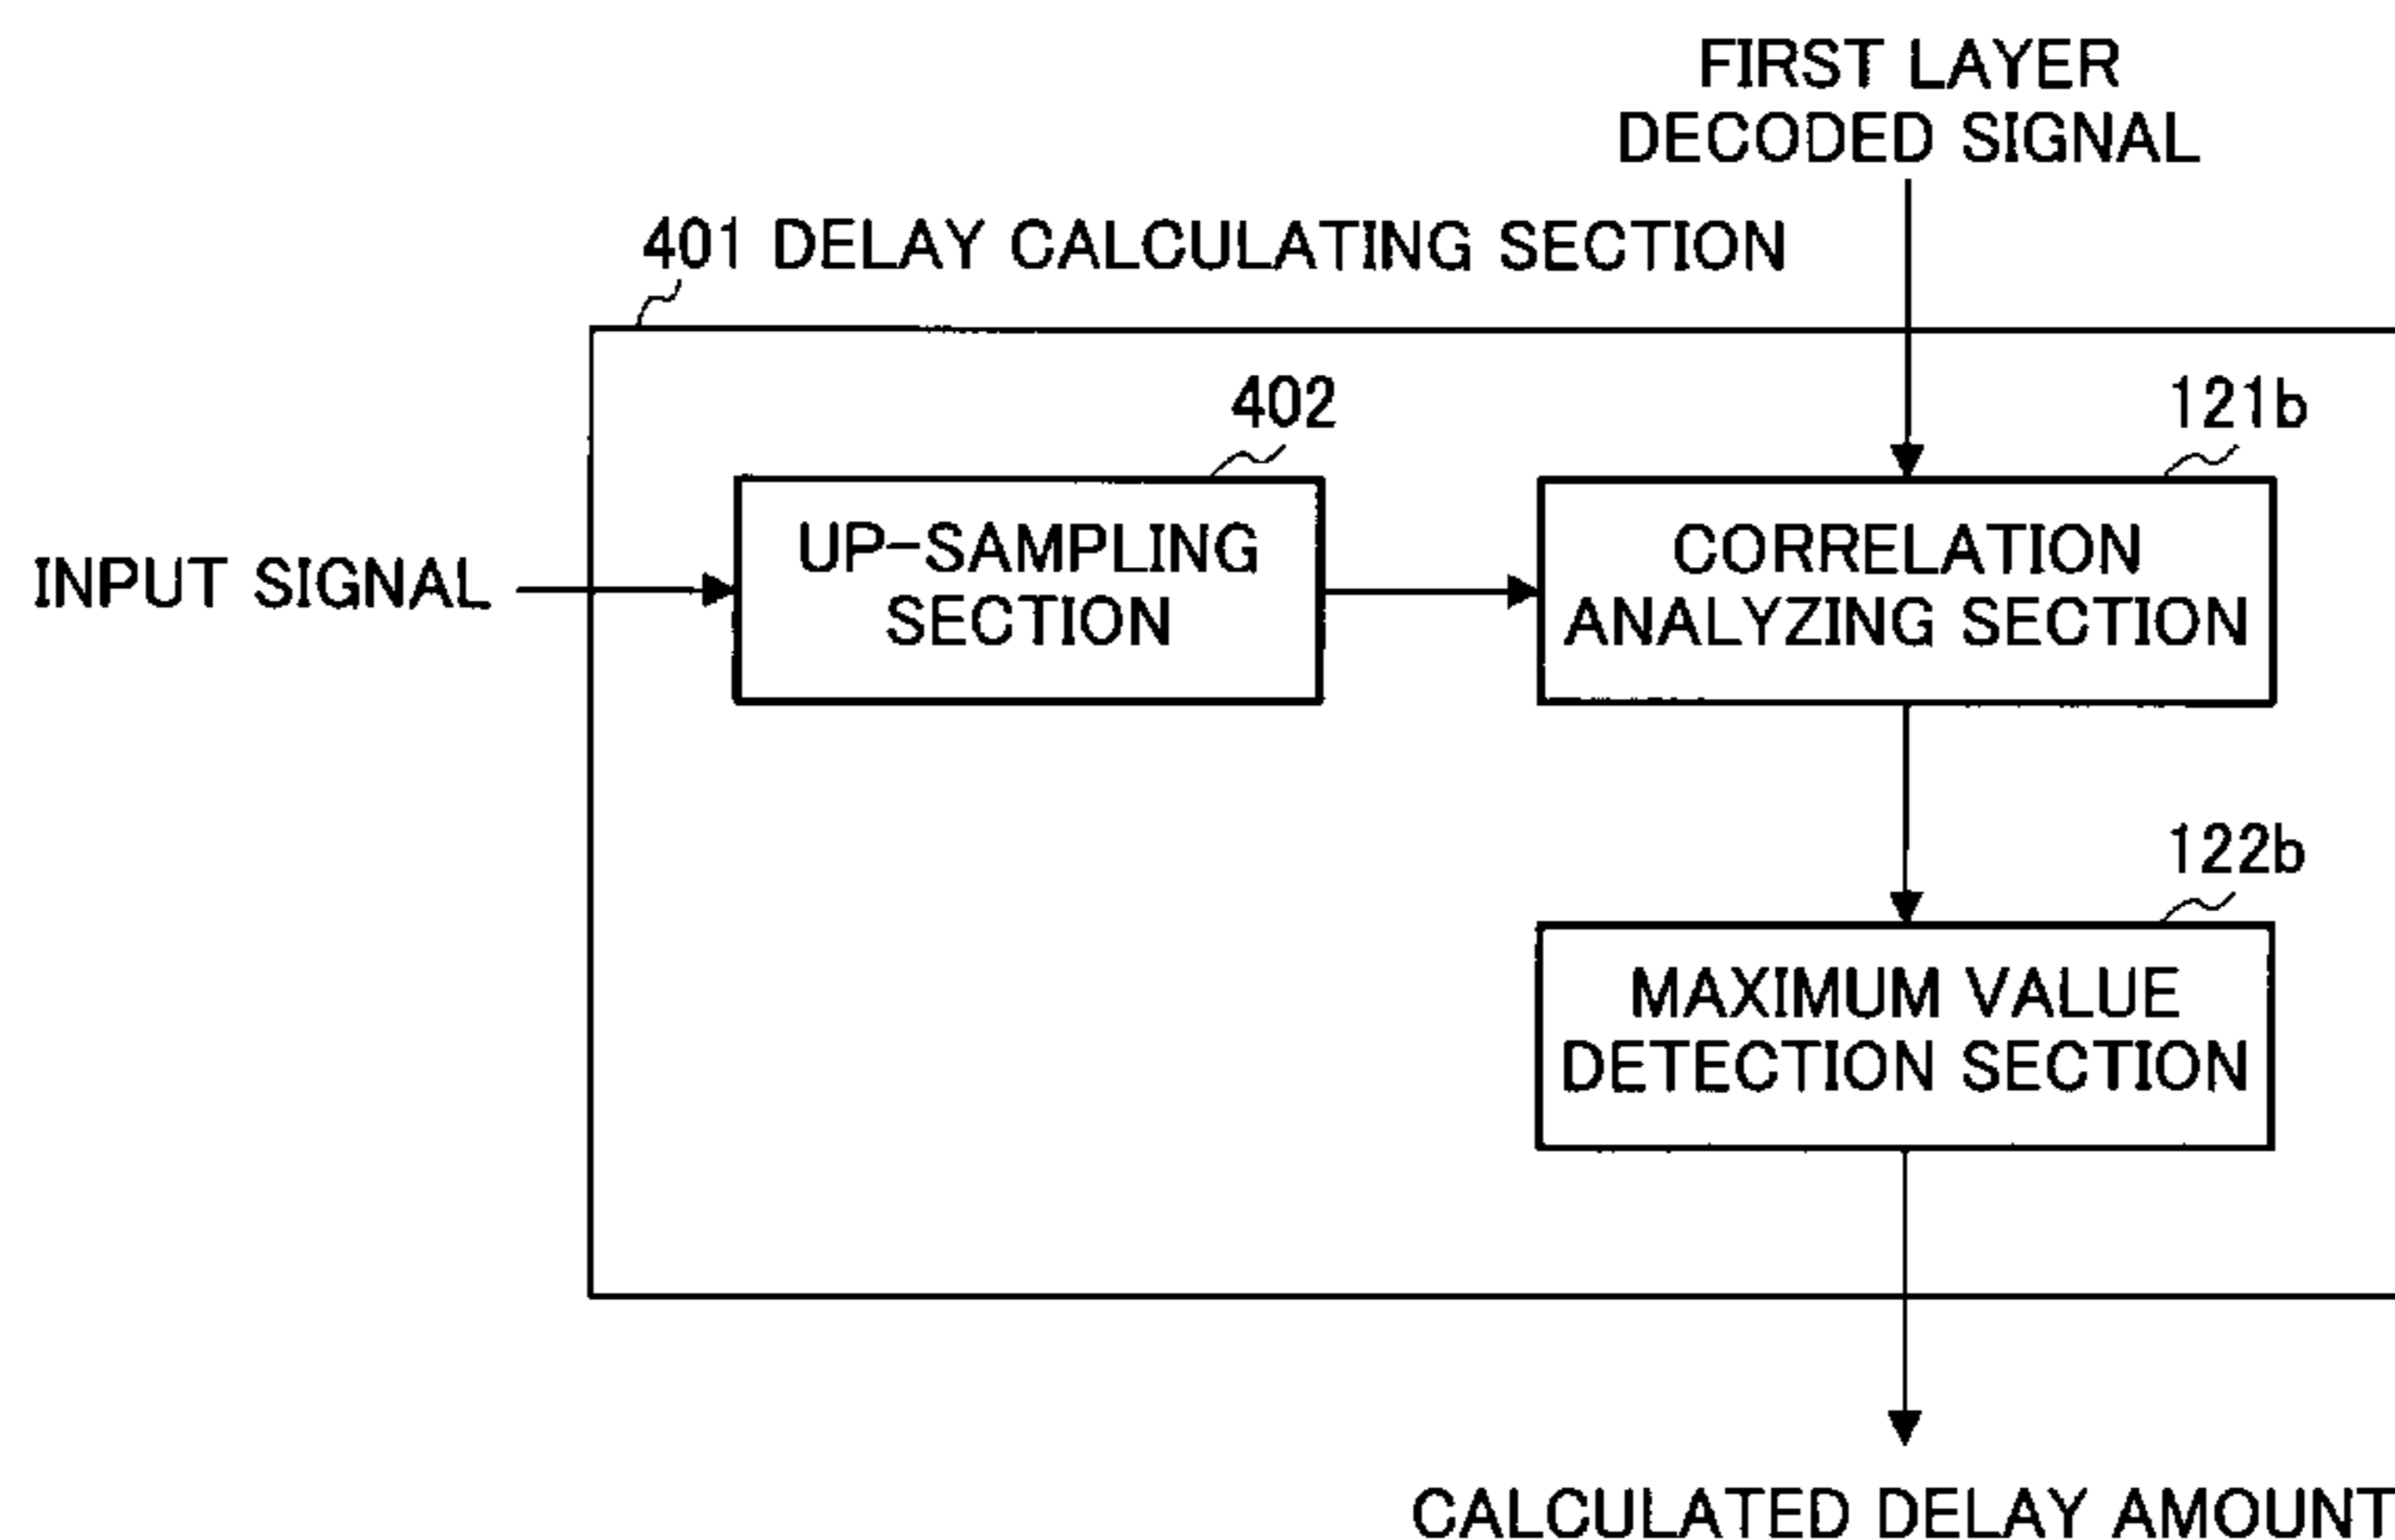 FIRST LAYER
DECODED SIGNAL
401 DELAY CALCULATING SECTION
402
121b
INPUT SIGNAL
UP-SAMPLING
SECTION
CORRELATION
ANALYZING SECTION
122b
MAXIMUM VALUE
DETECTION SECTION
CALCULATED DELAY AMOUNT